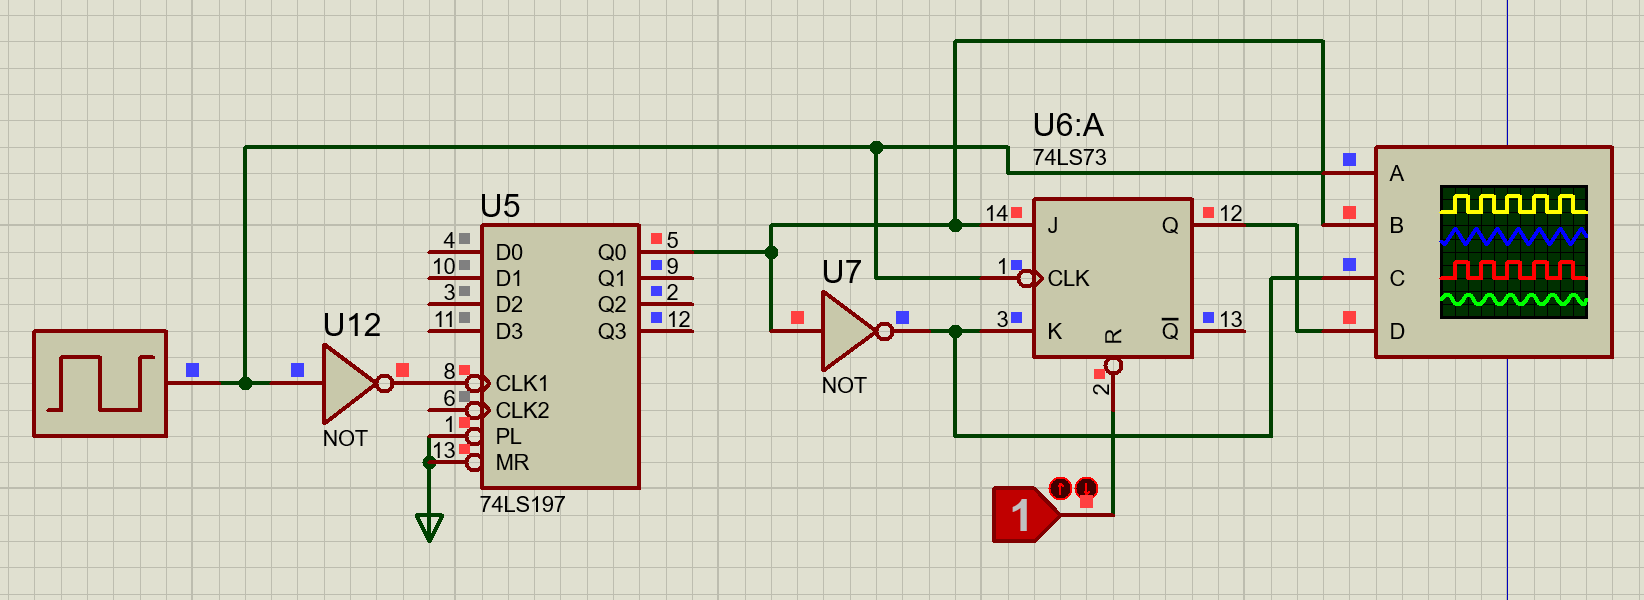 U12
NOT
U5
4
D0
10
D1
3
D2
11
D3
8
CLK1
6
CLK2
1
PL
13
MR
Q0
5
Q1
9
Q2
2
Q3
12
74LS197
U7
NOT
U6:A
74LS73
14
J
1
CLK
3
K
Q
12
Q
13
R
2
1
A
B
C
D